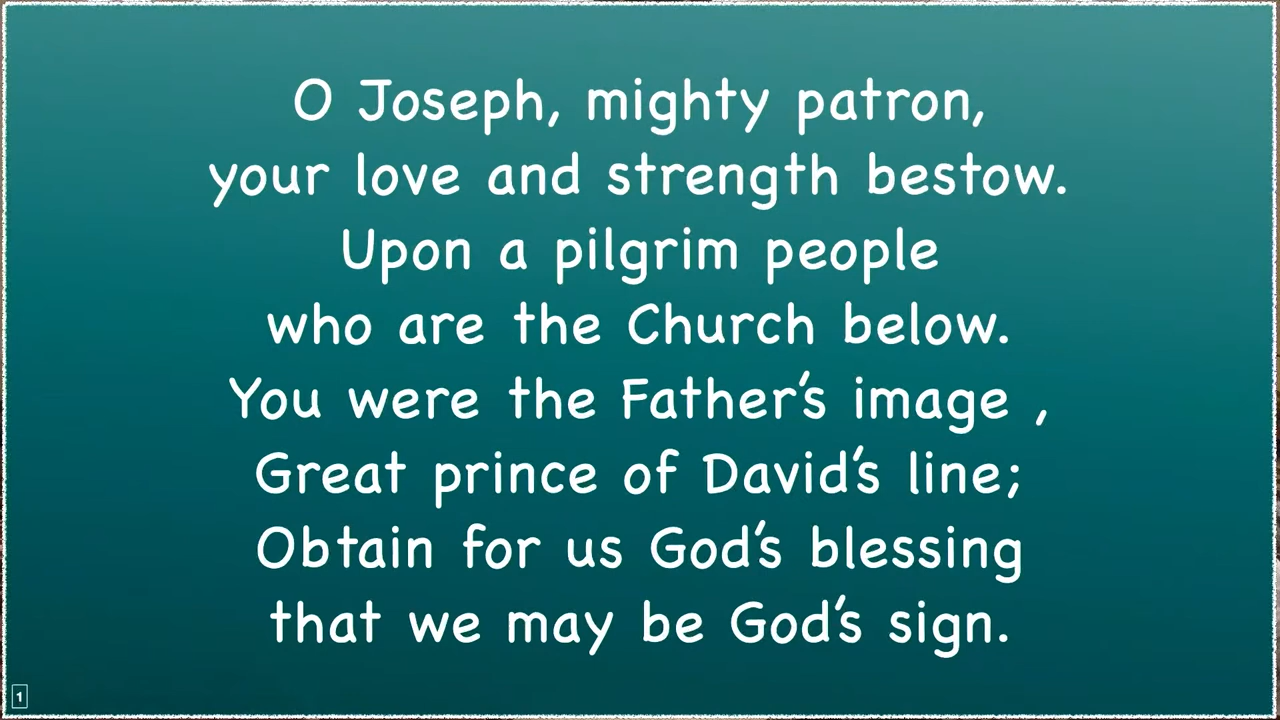 O Joseph, mighty patron,
your love and strength bestow.
Upon a pilgrim people
who are the Church below.
You were the Father's image ,
Great prince of David's line;
Obtain for us God's blessing
that we may be God's sign.
1